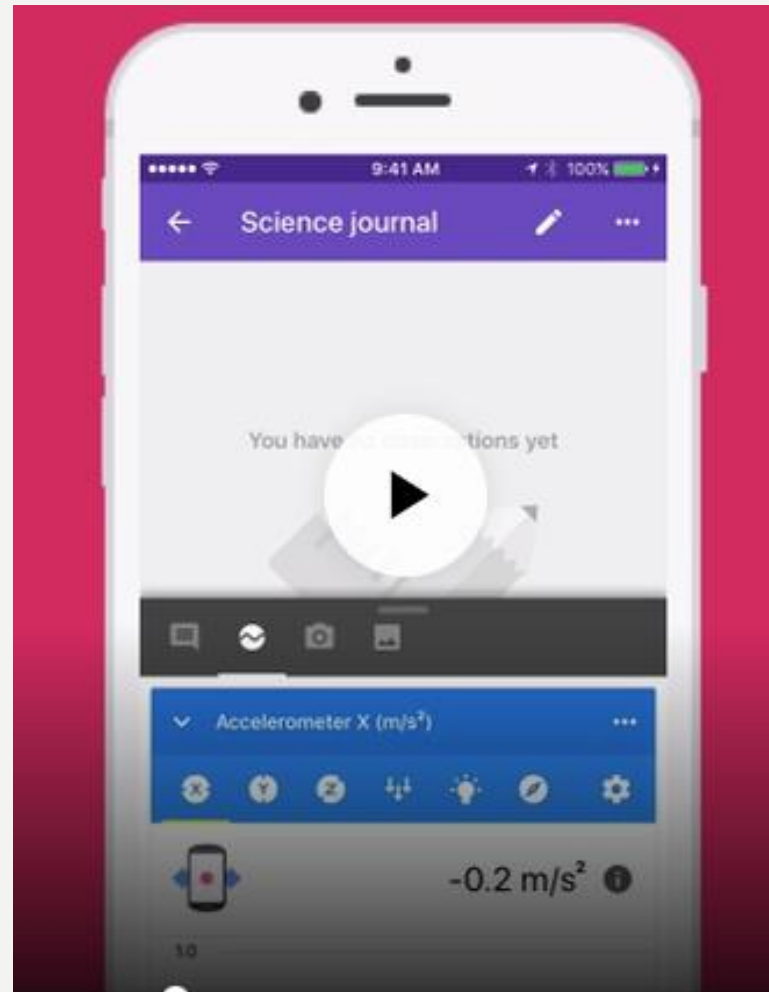 9:41 AM 100%
Science journal
You have tions yet
Accelerometer X (m/s²)
X Y Z
-0.2 m/s²
1.0